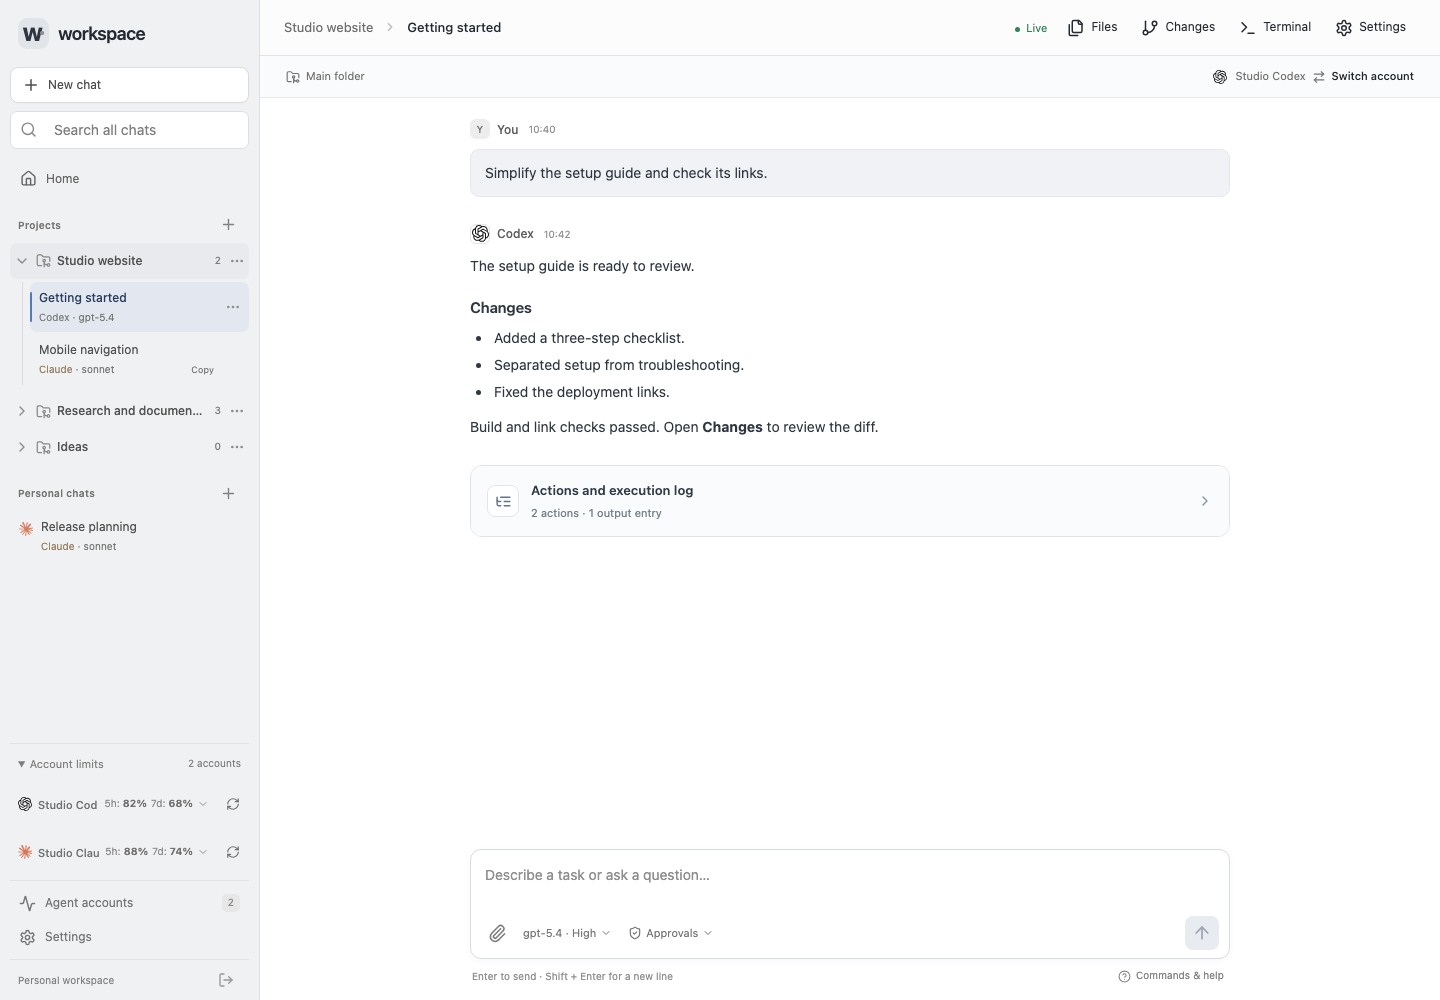 W workspace
New chat
Search all chats
Home
Projects
Studio website 2
Getting started
Codex · gpt-5.4
Mobile navigation
Claude · sonnet Copy
Research and documen... 3
Ideas 0
Personal chats
Release planning
Claude · sonnet
Account limits 2 accounts
Studio Cod 5h: 82% 7d: 68%
Studio Clau 5h: 88% 7d: 74%
Agent accounts 2
Settings
Personal workspace
Studio website > Getting started
Live Files Changes Terminal Settings
Main folder
Studio Codex Switch account
Y You 10:40
Simplify the setup guide and check its links.
Codex 10:42
The setup guide is ready to review.
Changes
• Added a three-step checklist.
• Separated setup from troubleshooting.
• Fixed the deployment links.
Build and link checks passed. Open Changes to review the diff.
Actions and execution log
2 actions · 1 output entry
Describe a task or ask a question...
gpt-5.4 · High Approvals
Enter to send · Shift + Enter for a new line
Commands & help